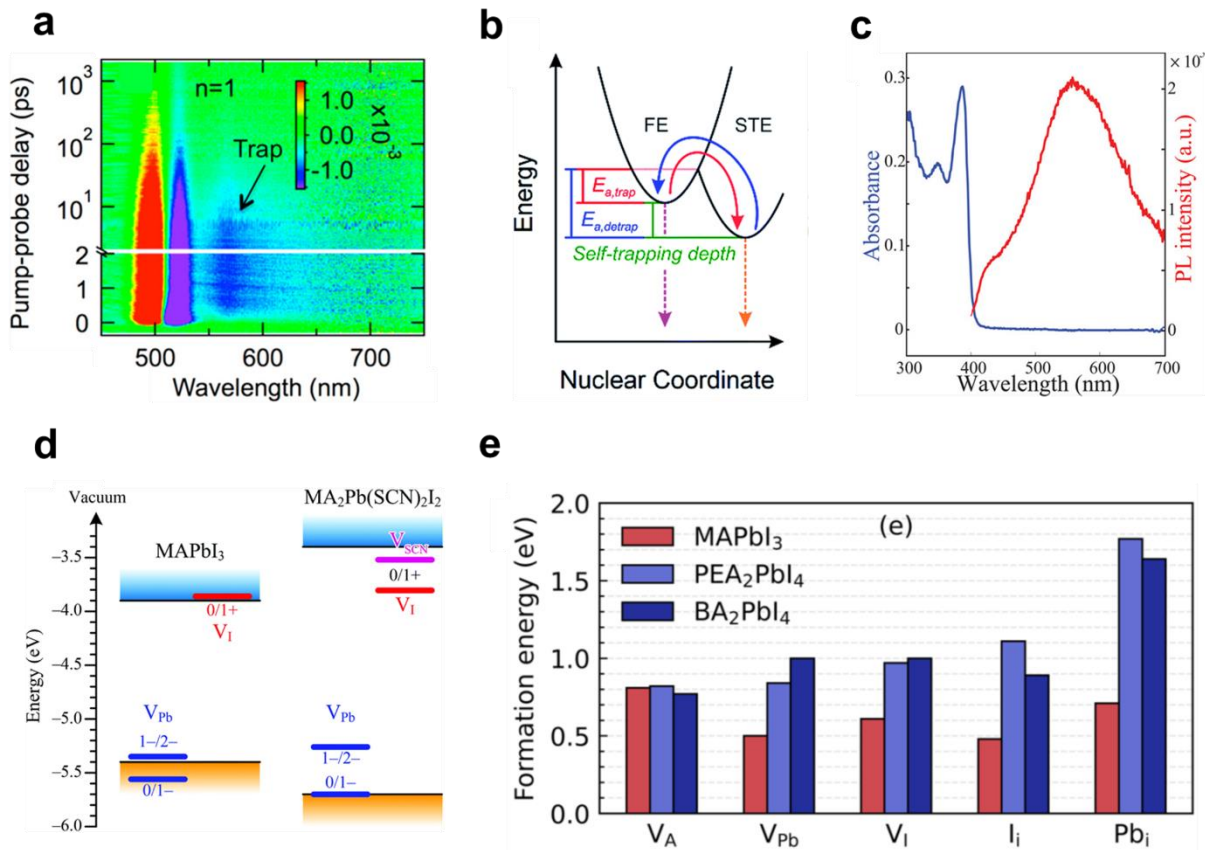 a
10³
10²
10¹
2
1
0
Pump-probe delay (ps)
n=1
1.0
0.0
-1.0
x10⁻³
Trap
500
600
700
Wavelength (nm)
b
Energy
FE
STE
Eₐ,trap
Eₐ,detrap
Self-trapping depth
Nuclear Coordinate
c
× 10⁻
0.3
0.2
0.1
0
Absorbance
2
1
0
PL intensity (a.u.)
300
400
500
600
700
Wavelength (nm)
d
Vacuum
−3.5
−4.0
−4.5
−5.0
−5.5
−6.0
Energy (eV)
MAPbI₃
0/1+
V_I
V_Pb
1−/2−
0/1−
MA₂Pb(SCN)₂I₂
V_SCN
0/1+
V_I
V_Pb
1−/2−
0/1−
e
(e)
2.0
1.5
1.0
0.5
0.0
Formation energy (eV)
MAPbI₃
PEA₂PbI₄
BA₂PbI₄
V_A
V_Pb
V_I
I_i
Pb_i